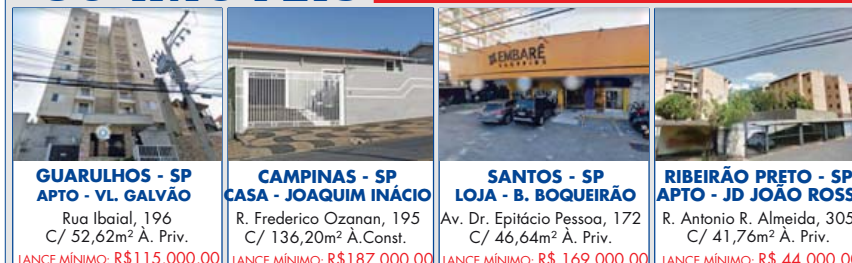 EMBARÉ
GUARULHOS - SP
APTO - VL. GALVÃO
Rua Ibaial, 196
C/ 52,62m² À. Priv.
LANCE MÍNIMO: R$115.000,00
CAMPINAS - SP
CASA - JOAQUIM INÁCIO
R. Frederico Ozanan, 195
C/ 136,20m² À.Const.
LANCE MÍNIMO: R$187.000,00
SANTOS - SP
LOJA - B. BOQUEIRÃO
Av. Dr. Epitácio Pessoa, 172
C/ 46,64m² À. Priv.
LANCE MÍNIMO: R$ 169.000,00
RIBEIRÃO PRETO - SP
APTO - JD JOÃO ROSS
R. Antonio R. Almeida, 305
C/ 41,76m² À. Priv.
LANCE MÍNIMO: R$ 44.000,00